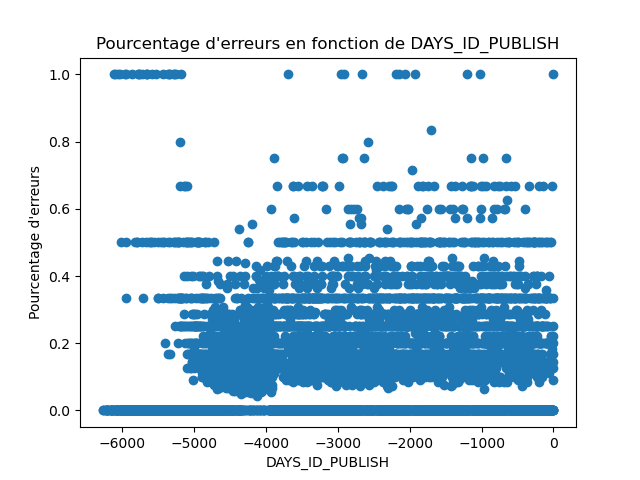 Pourcentage d'erreurs en fonction de DAYS_ID_PUBLISH
1.0
0.8
0.6
0.4
0.2
0.0
Pourcentage d'erreurs
−6000 −5000 −4000 −3000 −2000 −1000 0
DAYS_ID_PUBLISH